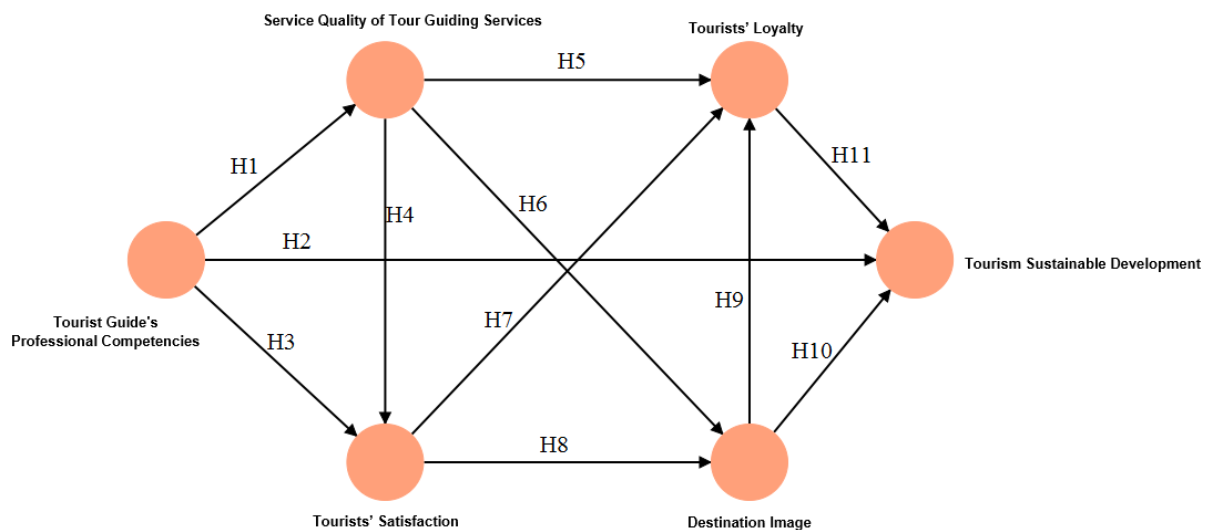 Service Quality of Tour Guiding Services
Tourists’ Loyalty
H5
H1
H11
H4
H6
H2
Tourism Sustainable Development
Tourist Guide's
Professional Competencies
H3
H7
H9
H10
H8
Tourists’ Satisfaction
Destination Image